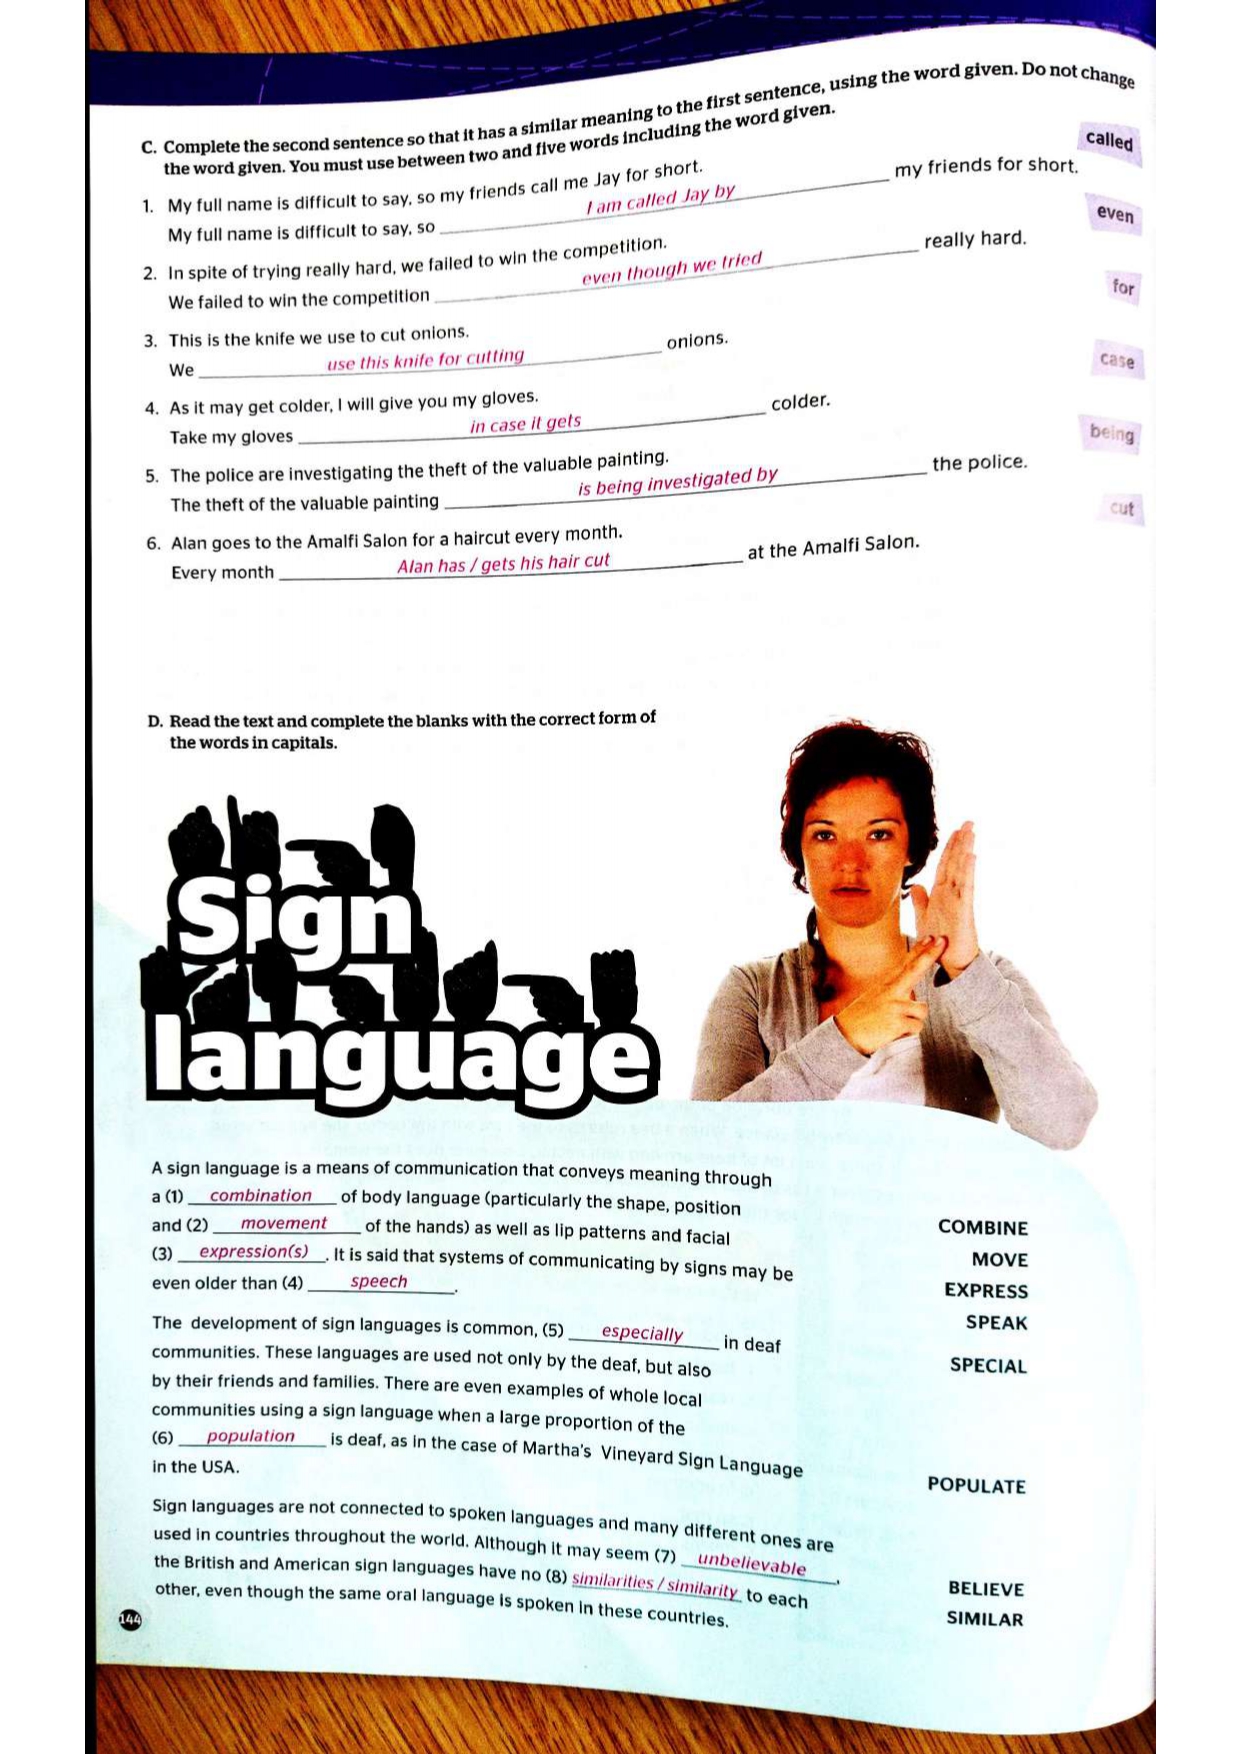 C. Complete the second sentence so that it has a similar meaning to the first sentence, using the word given. Do not change
the word given. You must use between two and five words including the word given.
1. My full name is difficult to say, so my friends call me Jay for short.
My full name is difficult to say, so I am called Jay by my friends for short.
called
2. In spite of trying really hard, we failed to win the competition.
We failed to win the competition even though we tried really hard.
even
3. This is the knife we use to cut onions.
We use this knife for cutting onions.
for
4. As it may get colder, I will give you my gloves.
Take my gloves in case it gets colder.
case
5. The police are investigating the theft of the valuable painting.
The theft of the valuable painting is being investigated by the police.
being
6. Alan goes to the Amalfi Salon for a haircut every month.
Every month Alan has / gets his hair cut at the Amalfi Salon.
cut
D. Read the text and complete the blanks with the correct form of
the words in capitals.
Sign
language
A sign language is a means of communication that conveys meaning through
a (1) combination of body language (particularly the shape, position
and (2) movement of the hands) as well as lip patterns and facial
(3) expression(s). It is said that systems of communicating by signs may be
even older than (4) speech.
COMBINE
MOVE
EXPRESS
SPEAK
The development of sign languages is common, (5) especially in deaf
communities. These languages are used not only by the deaf, but also
by their friends and families. There are even examples of whole local
communities using a sign language when a large proportion of the
(6) population is deaf, as in the case of Martha's Vineyard Sign Language
in the USA.
SPECIAL
POPULATE
Sign languages are not connected to spoken languages and many different ones are
used in countries throughout the world. Although it may seem (7) unbelievable,
the British and American sign languages have no (8) similarities / similarity to each
other, even though the same oral language is spoken in these countries.
BELIEVE
SIMILAR
144